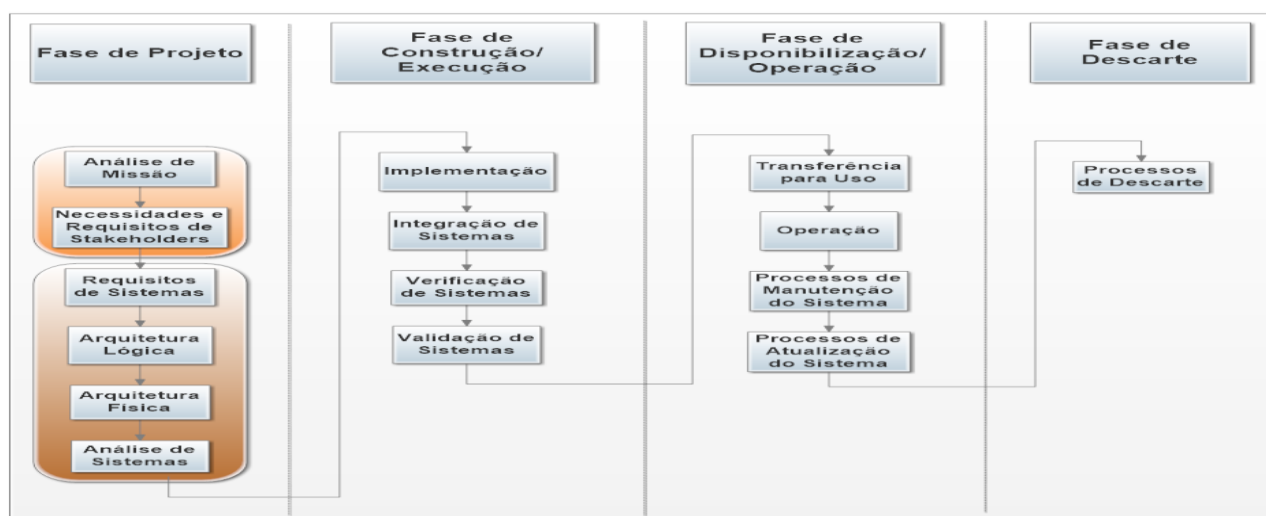 Fase de Projeto
Fase de
Construção/
Execução
Fase de
Disponibilização/
Operação
Fase de
Descarte
Análise de
Missão
Necessidades e
Requisitos de
Stakeholders
Requisitos
de Sistemas
Arquitetura
Lógica
Arquitetura
Física
Análise de
Sistemas
Implementação
Integração de
Sistemas
Verificação
de Sistemas
Validação de
Sistemas
Transferência
para Uso
Operação
Processos de
Manutenção
do Sistema
Processos de
Atualização
do Sistema
Processos
de Descarte